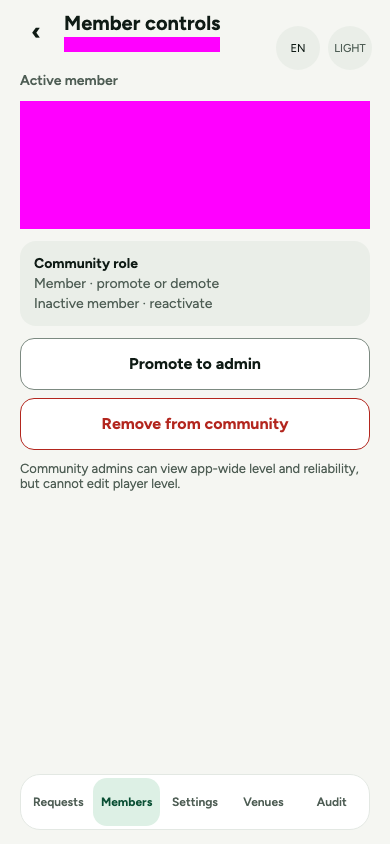 ‹
Member controls
EN
LIGHT
Active member
Community role
Member · promote or demote
Inactive member · reactivate
Promote to admin
Remove from community
Community admins can view app-wide level and reliability,
but cannot edit player level.
Requests
Members
Settings
Venues
Audit